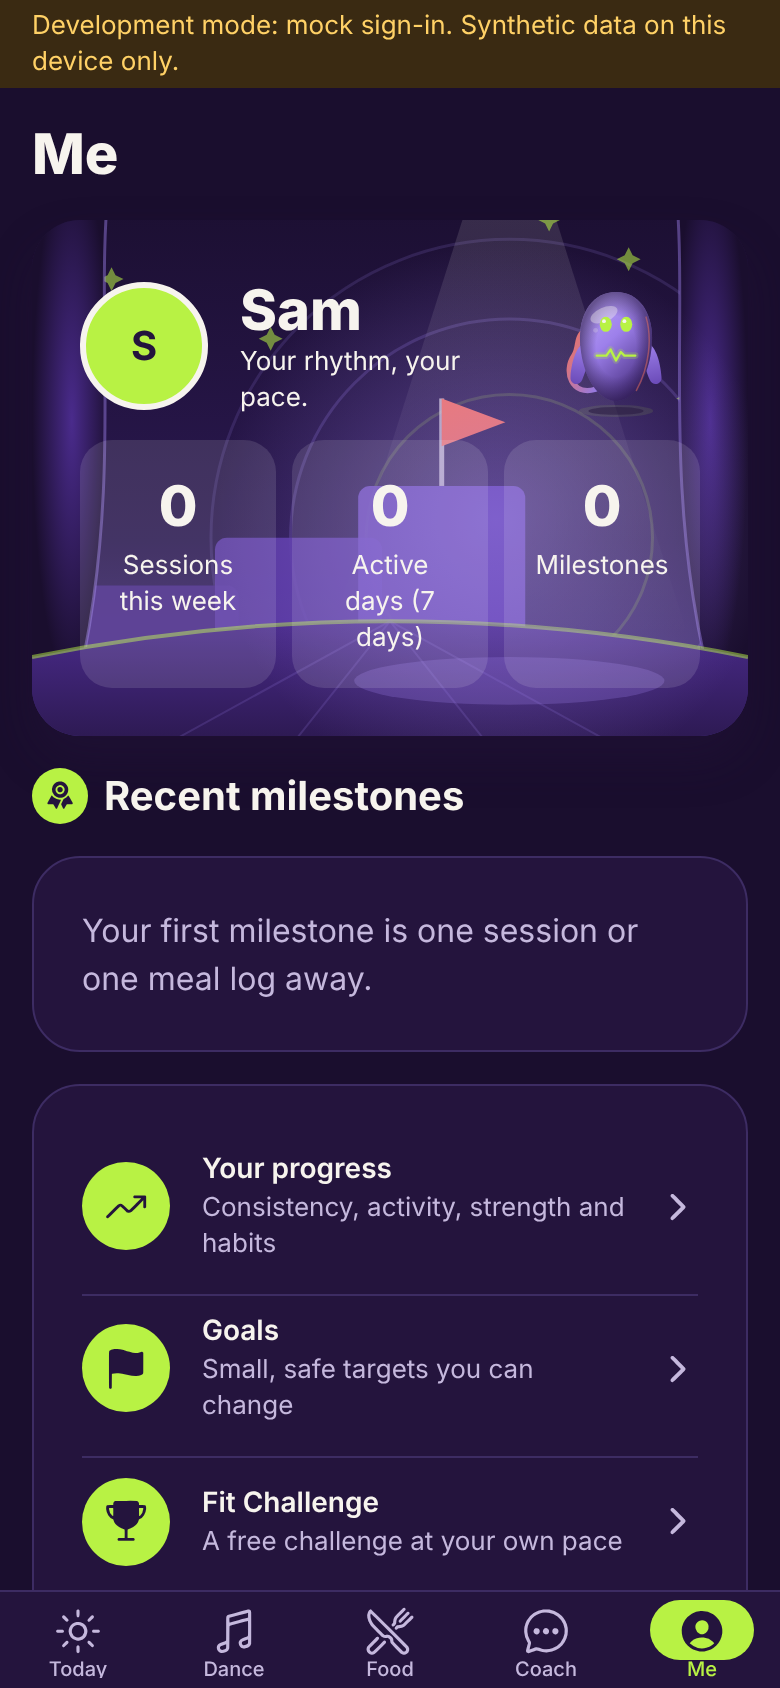 Development mode: mock sign-in. Synthetic data on this
device only.
Me
S
Sam
Your rhythm, your
pace.
0
Sessions
this week
0
Active
days (7
days)
0
Milestones
Recent milestones
Your first milestone is one session or
one meal log away.
Your progress
Consistency, activity, strength and
habits
Goals
Small, safe targets you can
change
Fit Challenge
A free challenge at your own pace
Today
Dance
Food
Coach
Me